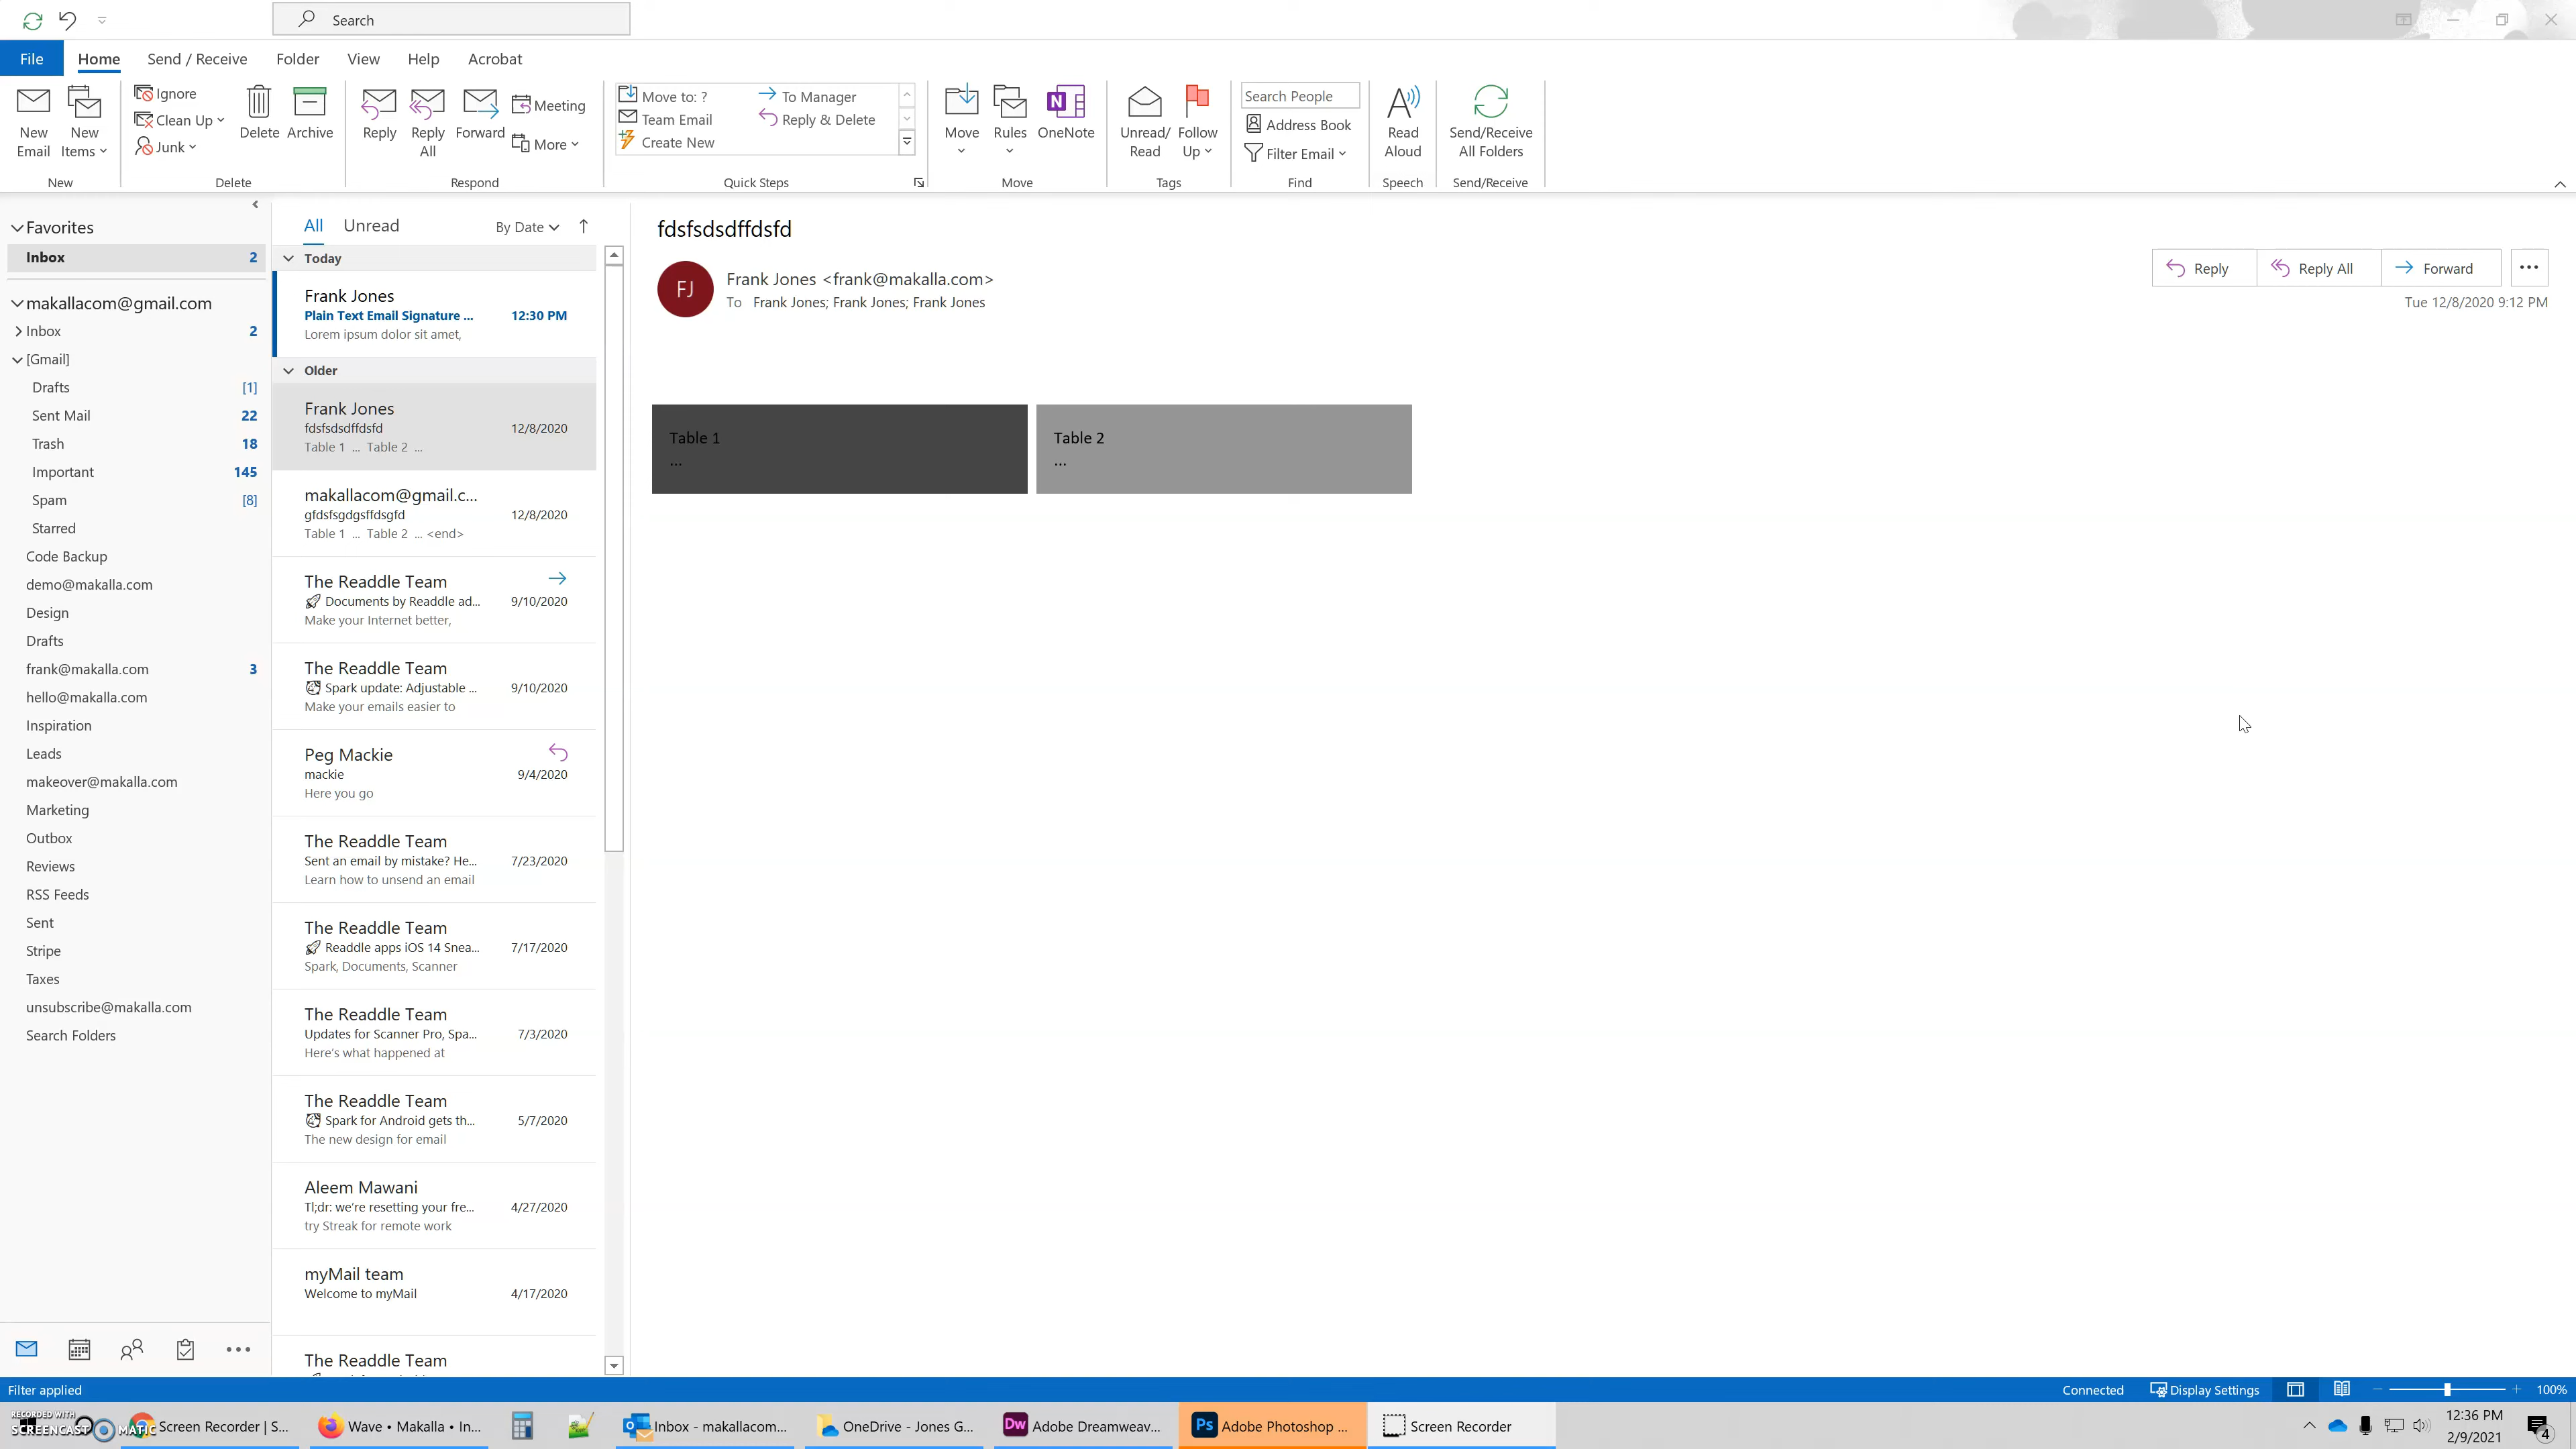 Search
File Home Send / Receive Folder View Help Acrobat
New Email
New Items
Ignore
Clean Up
Junk
Delete
Archive
Reply
Reply All
Forward
Meeting
More
Move to: ?
Team Email
Create New
To Manager
Reply & Delete
Move
Rules
OneNote
Unread/ Read
Follow Up
Search People
Address Book
Filter Email
Read Aloud
Send/Receive All Folders
New Delete Respond Quick Steps Move Tags Find Speech Send/Receive
Favorites
Inbox 2
makallacom@gmail.com
Inbox 2
[Gmail]
Drafts [1]
Sent Mail 22
Trash 18
Important 145
Spam [8]
Starred
Code Backup
demo@makalla.com
Design
Drafts
frank@makalla.com 3
hello@makalla.com
Inspiration
Leads
makeover@makalla.com
Marketing
Outbox
Reviews
RSS Feeds
Sent
Stripe
Taxes
unsubscribe@makalla.com
Search Folders
All Unread By Date
Today
Frank Jones
Plain Text Email Signature ... 12:30 PM
Lorem ipsum dolor sit amet,
Older
Frank Jones
fdsfsdsdffdsfd 12/8/2020
Table 1 ... Table 2 ...
makallacom@gmail.c...
gfdsfsgdgsffdsgfd 12/8/2020
Table 1 ... Table 2 ... <end>
The Readdle Team
Documents by Readdle ad... 9/10/2020
Make your Internet better,
The Readdle Team
Spark update: Adjustable ... 9/10/2020
Make your emails easier to
Peg Mackie
mackie 9/4/2020
Here you go
The Readdle Team
Sent an email by mistake? He... 7/23/2020
Learn how to unsend an email
The Readdle Team
Readdle apps iOS 14 Snea... 7/17/2020
Spark, Documents, Scanner
The Readdle Team
Updates for Scanner Pro, Spa... 7/3/2020
Here's what happened at
The Readdle Team
Spark for Android gets th... 5/7/2020
The new design for email
Aleem Mawani
Tl;dr: we're resetting your fre... 4/27/2020
try Streak for remote work
myMail team
Welcome to myMail 4/17/2020
The Readdle Team
fdsfsdsdffdsfd
FJ
Frank Jones <frank@makalla.com>
To Frank Jones; Frank Jones; Frank Jones
Reply Reply All Forward
Tue 12/8/2020 9:12 PM
Table 1
...
Table 2
...
Filter applied
Connected Display Settings 100%
RECORDED WITH
SCREENCAST MATIC
Screen Recorder | S...
Wave • Makalla • In...
Inbox - makallacom...
OneDrive - Jones G...
Dw Adobe Dreamweav...
Ps Adobe Photoshop ...
Screen Recorder
12:36 PM
2/9/2021
4